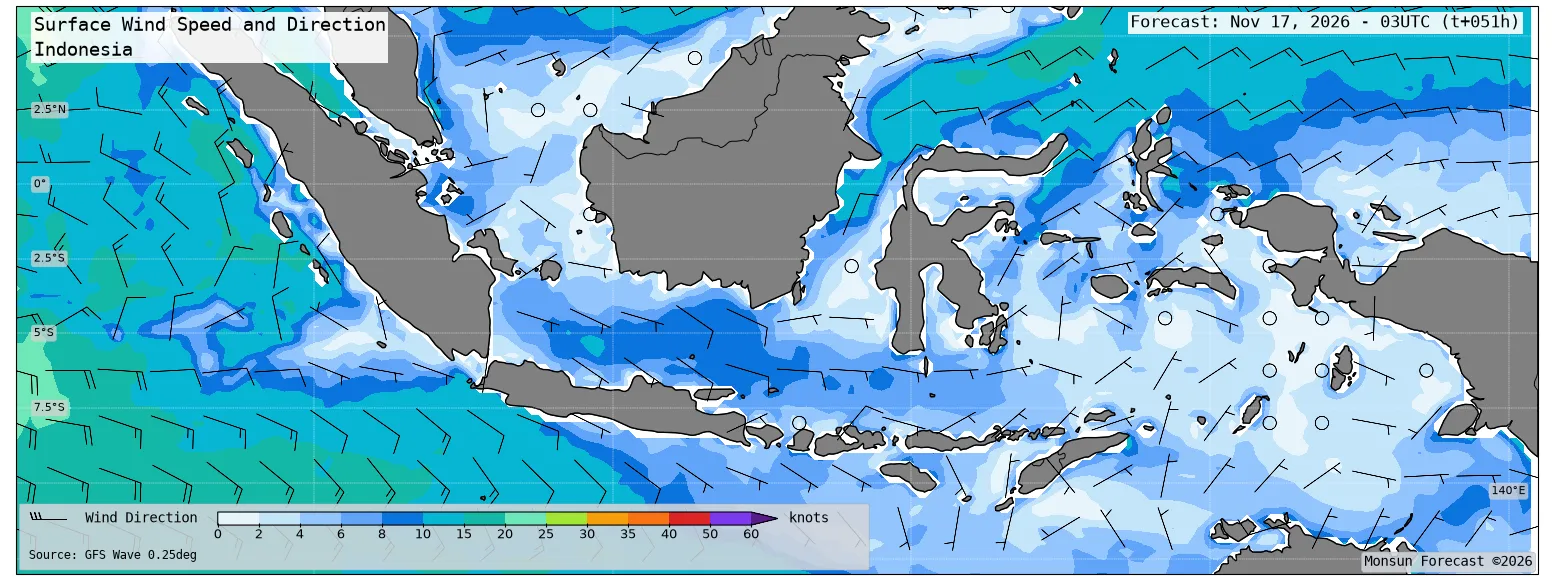 Surface Wind Speed and Direction
Indonesia
Forecast: Nov 17, 2026 - 03UTC (t+051h)
2.5°N
0°
2.5°S
5°S
7.5°S
140°E
Wind Direction
0 2 4 6 8 10 15 20 25 30 35 40 50 60
knots
Source: GFS Wave 0.25deg
Monsun Forecast ©2026